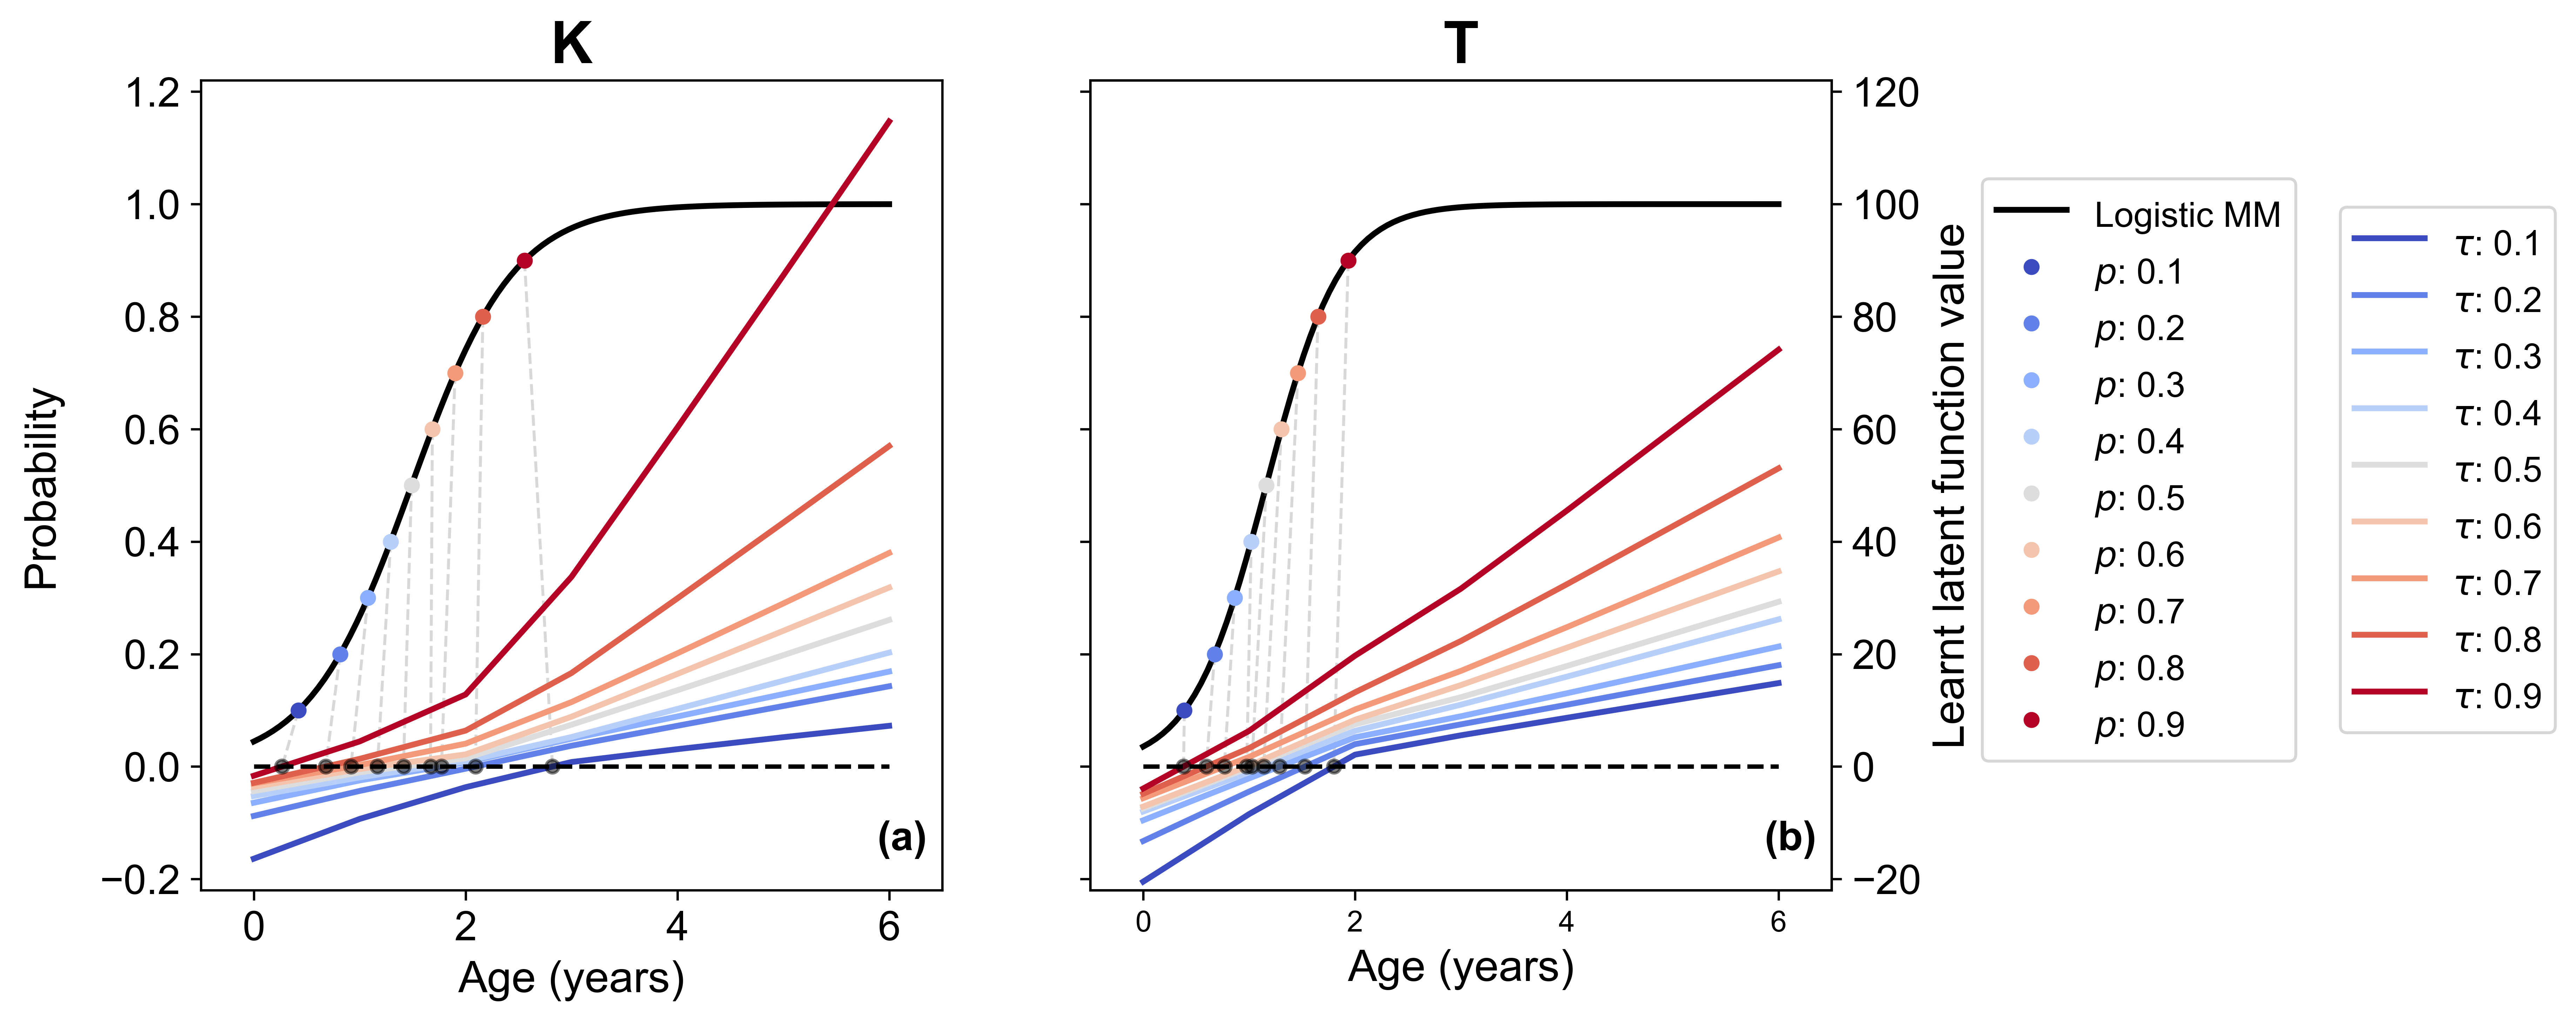 K
T
1.2
1.0
0.8
0.6
0.4
0.2
0.0
−0.2
Probability
0
2
4
6
Age (years)
(a)
120
100
80
60
40
20
0
−20
Learnt latent function value
0
2
4
6
Age (years)
(b)
Logistic MM
p: 0.1
p: 0.2
p: 0.3
p: 0.4
p: 0.5
p: 0.6
p: 0.7
p: 0.8
p: 0.9
τ: 0.1
τ: 0.2
τ: 0.3
τ: 0.4
τ: 0.5
τ: 0.6
τ: 0.7
τ: 0.8
τ: 0.9